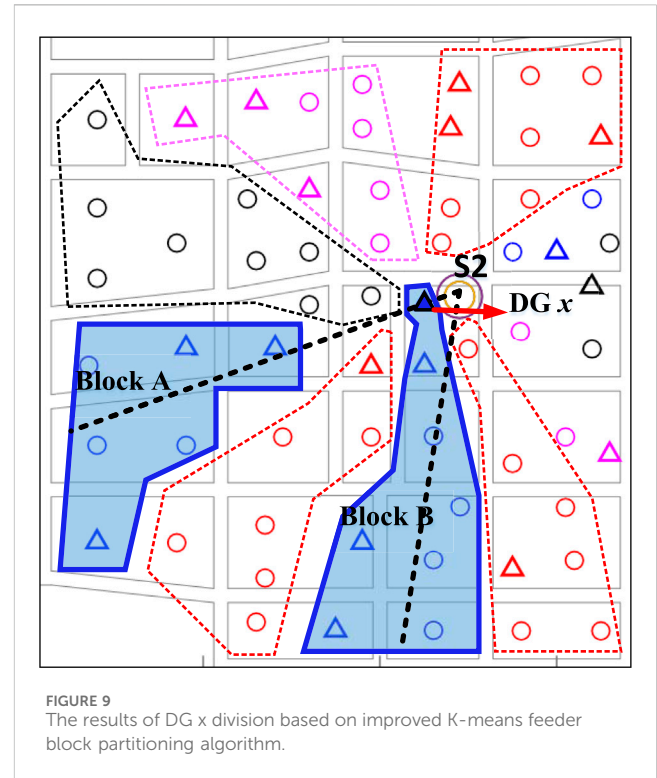 S2
DG x
Block A
Block B
FIGURE 9
The results of DG x division based on improved K-means feeder
block partitioning algorithm.